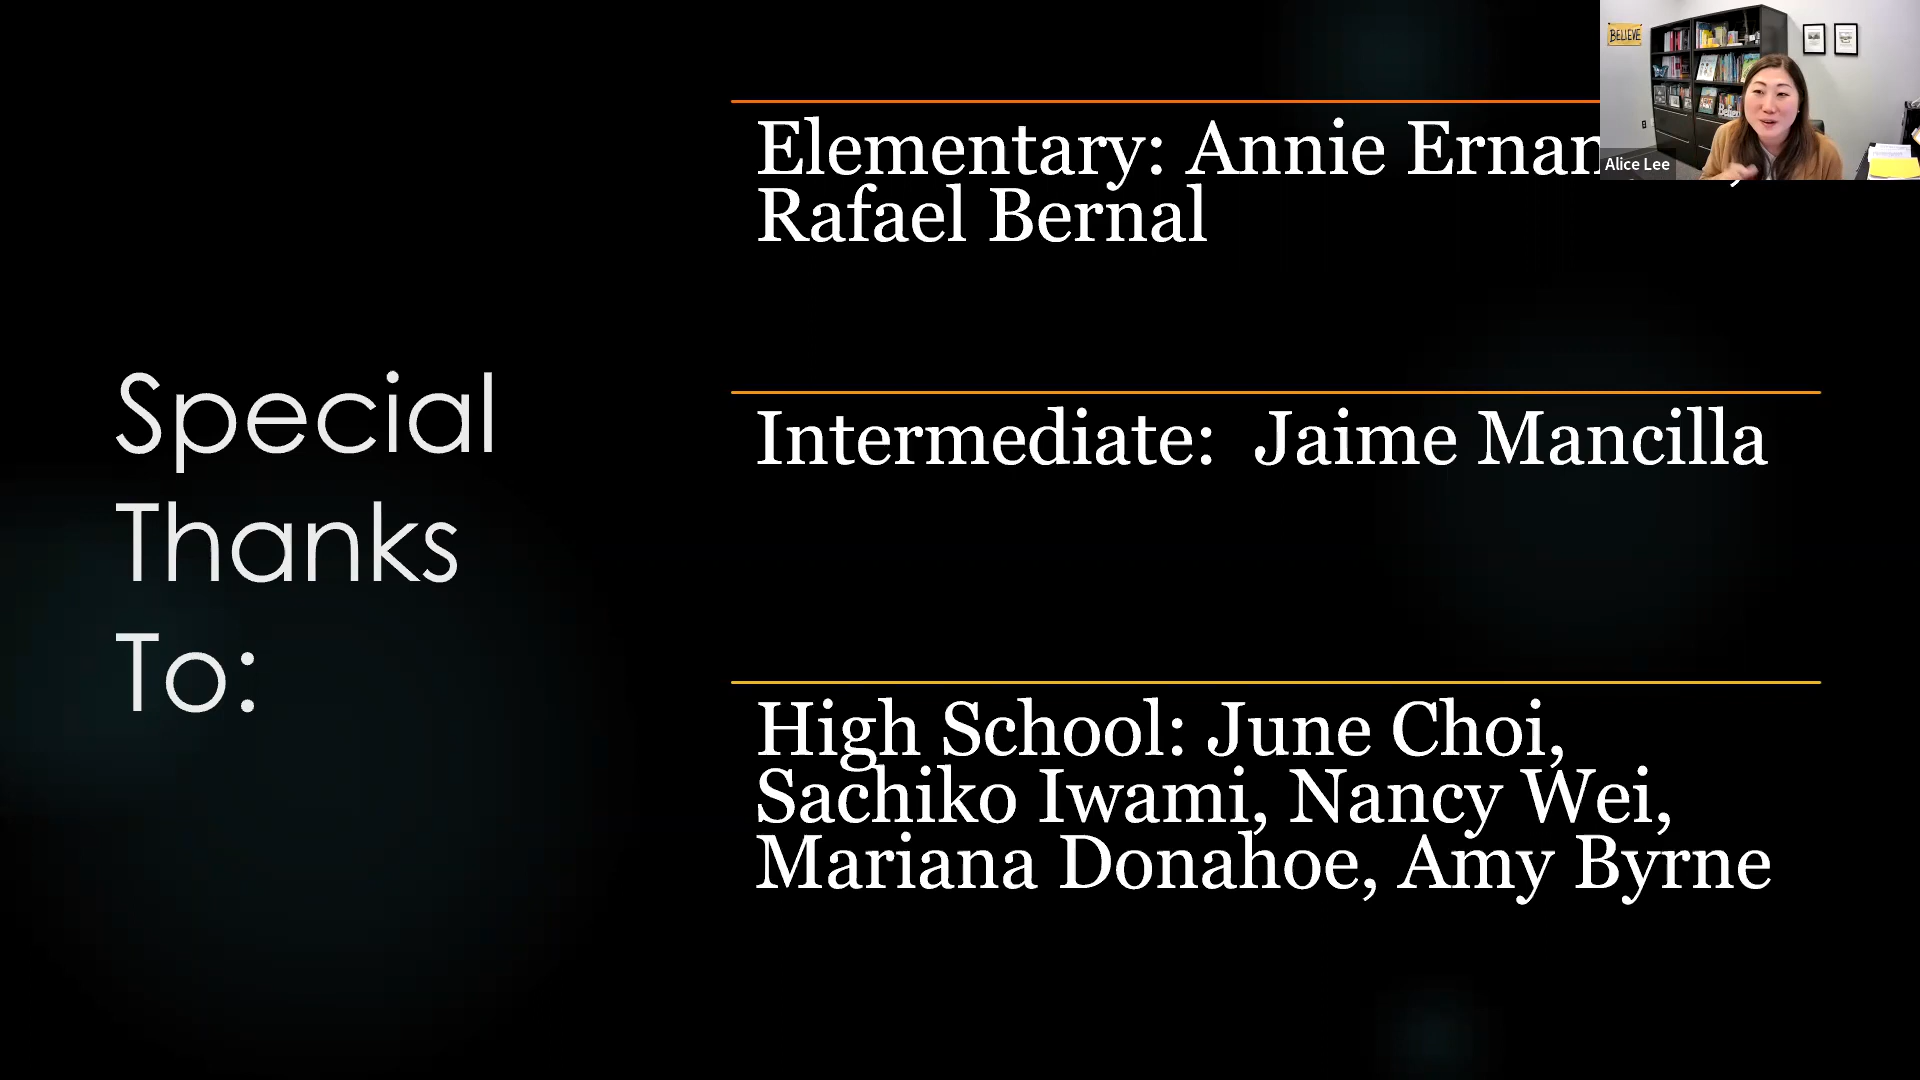 Special
Thanks
To:
Elementary: Annie
Rafael Bernal
Intermediate:  Jaime Mancilla
High School: June Choi,
Sachiko Iwami, Nancy Wei,
Mariana Donahoe, Amy Byrne
BELIEVE
Alice Lee